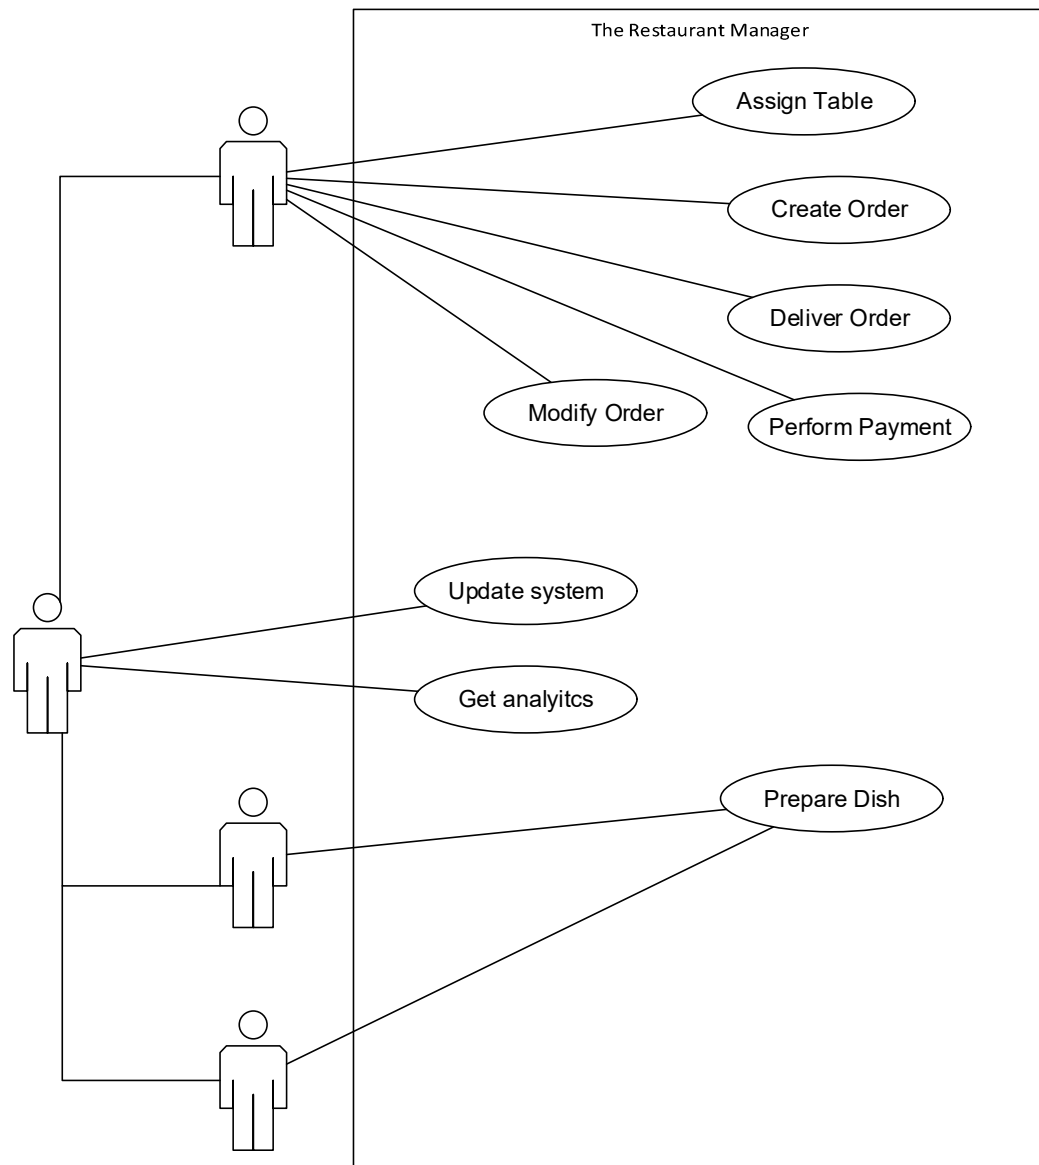 The Restaurant Manager
Assign Table
Create Order
Deliver Order
Modify Order
Perform Payment
Update system
Get analyitcs
Prepare Dish